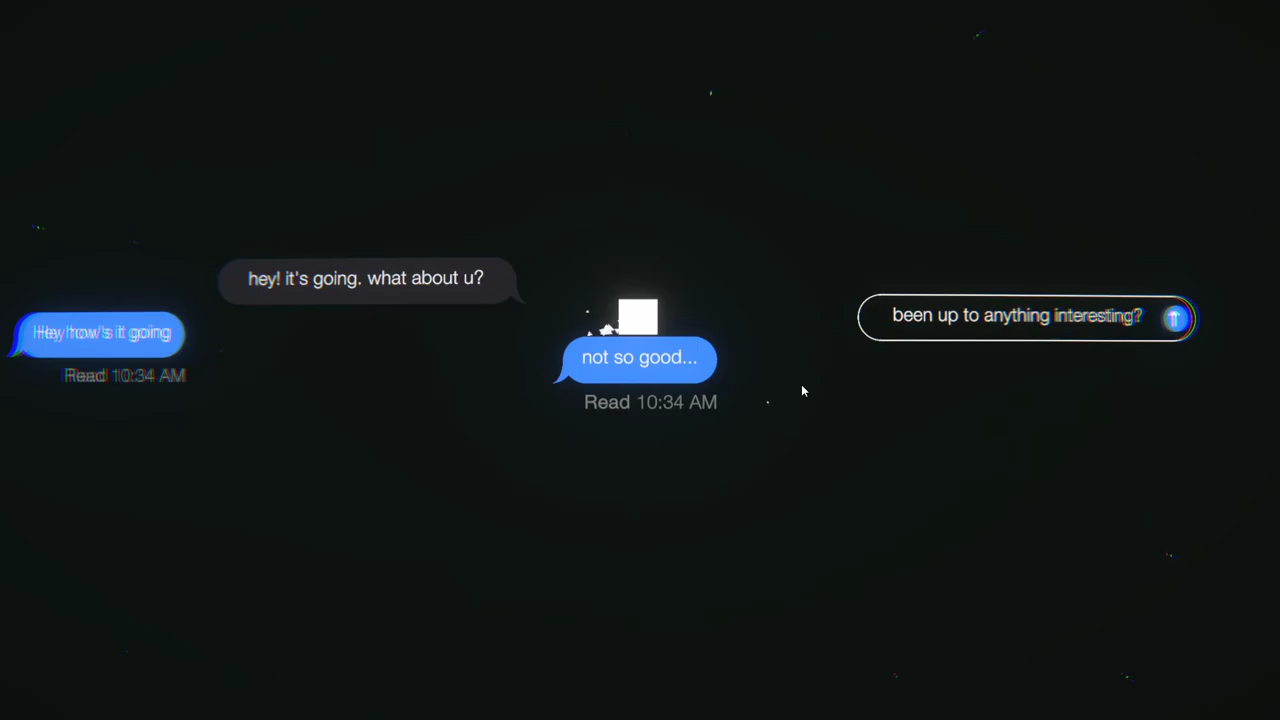 Hey how's it going
Read 10:34 AM
hey! it's going. what about u?
not so good...
Read 10:34 AM
been up to anything interesting?